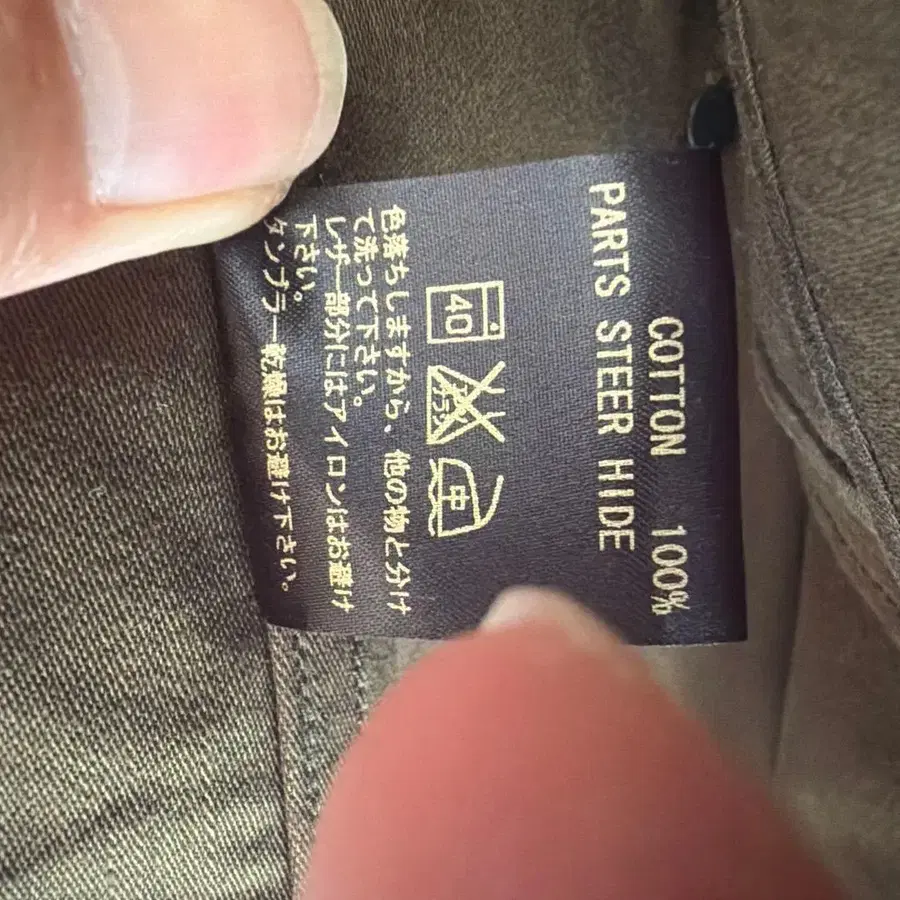 COTTON 100%
PARTS STEER HIDE
40
中
色落ちしますから、他の物と分け
て洗って下さい。
レザー部分にはアイロンはお避け
下さい。
タンブラー乾燥はお避け下さい。